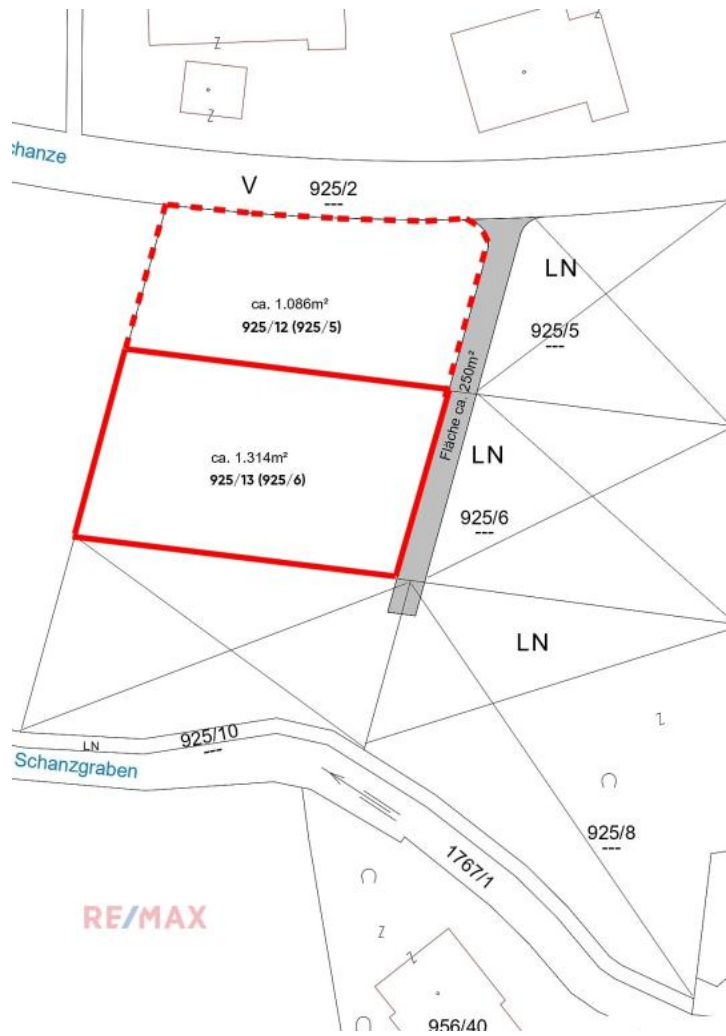 Z
Z
Z
Z
chanze
V
925/2
LN
ca. 1.086m²
925/12 (925/5)
925/5
Fläche ca. 250m²
ca. 1.314m²
925/13 (925/6)
LN
925/6
LN
Z
925/10
LN
Schanzgraben
925/8
1767/1
RE/MAX
Z
Z
956/40